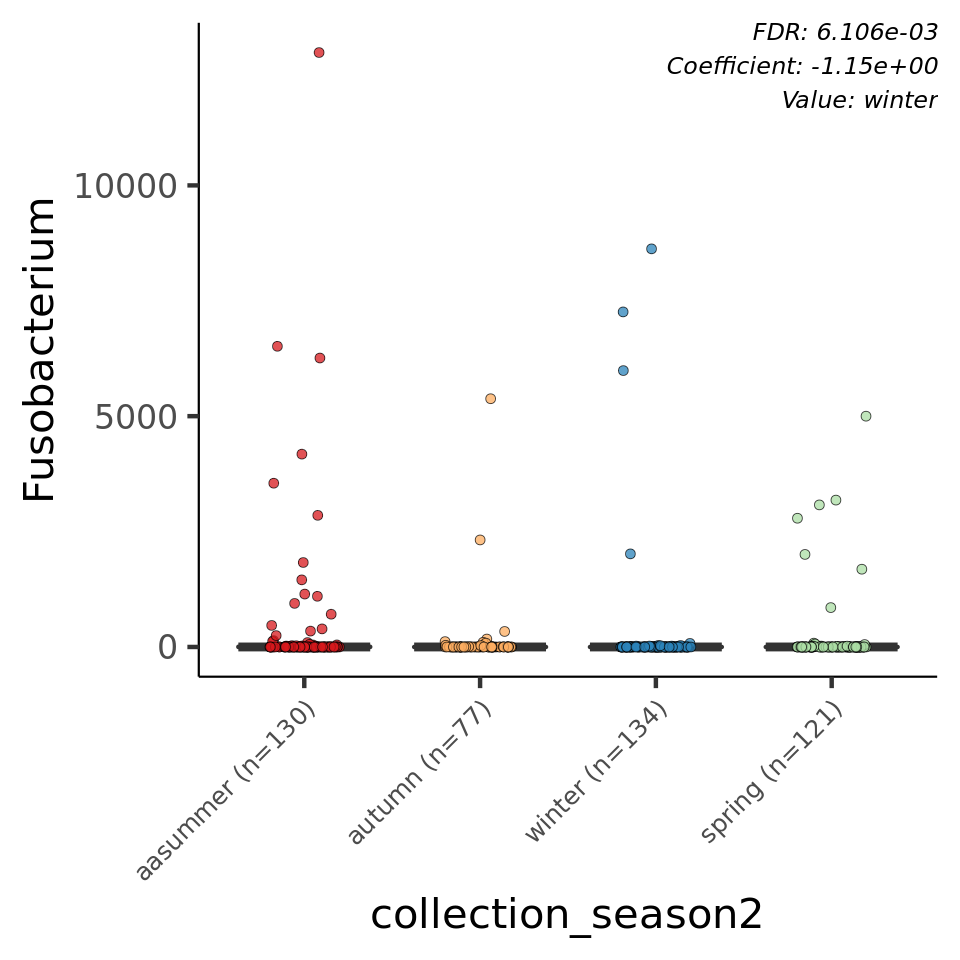 FDR: 6.106e-03
Coefficient: -1.15e+00
Value: winter
Fusobacterium
10000
5000
0
aasummer (n=130)
autumn (n=77)
winter (n=134)
spring (n=121)
collection_season2